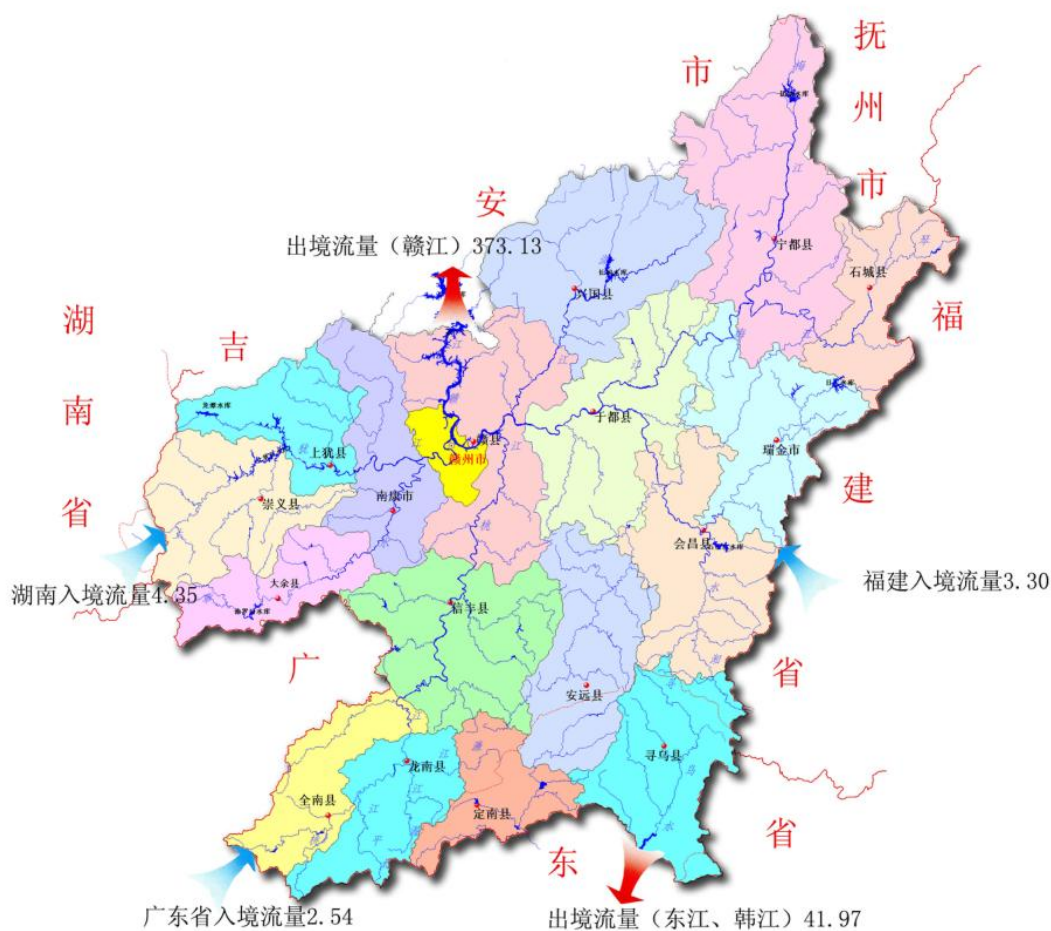 抚州市
市
安
吉
湖南省
福
建
省
省
广
东
出境流量（赣江）373.13
宁都县
石城县
兴国县
于都县
赣县
赣州市
上犹县
瑞金市
南康市
崇义县
会昌县
大余县
湖南入境流量4.35
福建入境流量3.30
信丰县
安远县
寻乌县
龙南县
全南县
定南县
广东省入境流量2.54
出境流量（东江、韩江）41.97